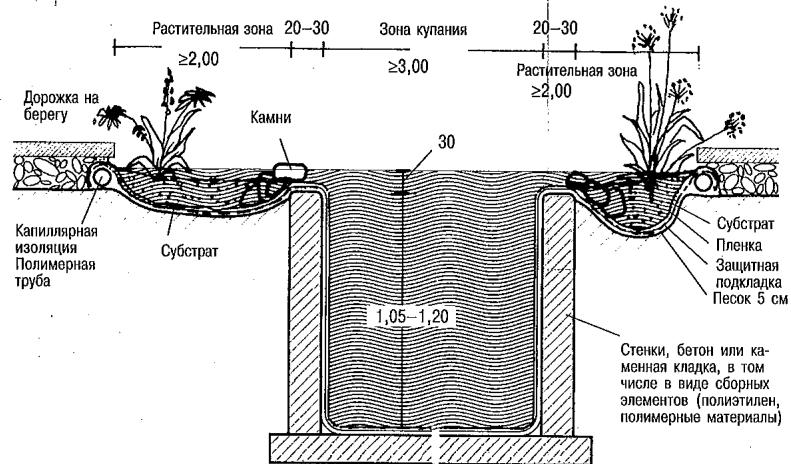 Растительная зона 20–30 Зона купания 20–30
≥2,00 ≥3,00
Растительная зона
≥2,00
Дорожка на
берегу
Камни
30
Капиллярная
изоляция
Полимерная
труба
Субстрат
Субстрат
Пленка
Защитная
подкладка
Песок 5 см
1,05–1,20
Стенки, бетон или ка-
менная кладка, в том
числе в виде сборных
элементов (полиэтилен,
полимерные материалы)